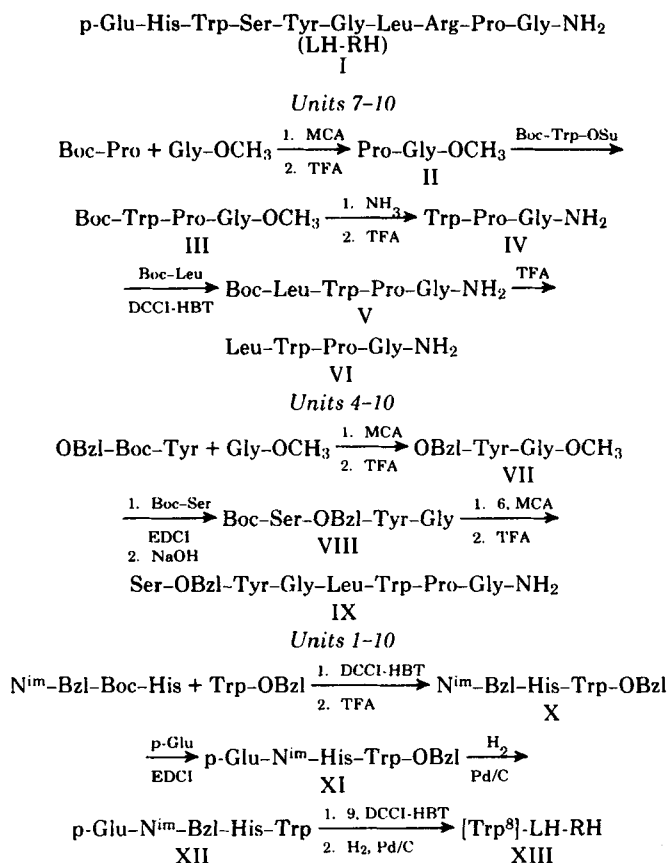 p-Glu-His-Trp-Ser-Tyr-Gly-Leu-Arg-Pro-Gly-NH2
(LH-RH)
I
Units 7–10
Boc-Pro + Gly-OCH3 1. MCA 2. TFA Pro-Gly-OCH3 Boc-Trp-OSu
II
Boc-Trp-Pro-Gly-OCH3 1. NH3 2. TFA Trp-Pro-Gly-NH2
III IV
Boc-Leu DCCI-HBT Boc-Leu-Trp-Pro-Gly-NH2 TFA
V
Leu-Trp-Pro-Gly-NH2
VI
Units 4–10
OBzl-Boc-Tyr + Gly-OCH3 1. MCA 2. TFA OBzl-Tyr-Gly-OCH3
VII
1. Boc-Ser EDCI 2. NaOH Boc-Ser-OBzl-Tyr-Gly 1. 6, MCA 2. TFA
VIII
Ser-OBzl-Tyr-Gly-Leu-Trp-Pro-Gly-NH2
IX
Units 1–10
Nim-Bzl-Boc-His + Trp-OBzl 1. DCCI-HBT 2. TFA Nim-Bzl-His-Trp-OBzl
X
p-Glu EDCI p-Glu-Nim-His-Trp-OBzl H2 Pd/C
XI
p-Glu-Nim-Bzl-His-Trp 1. 9, DCCI-HBT 2. H2, Pd/C [Trp8]-LH-RH
XII XIII